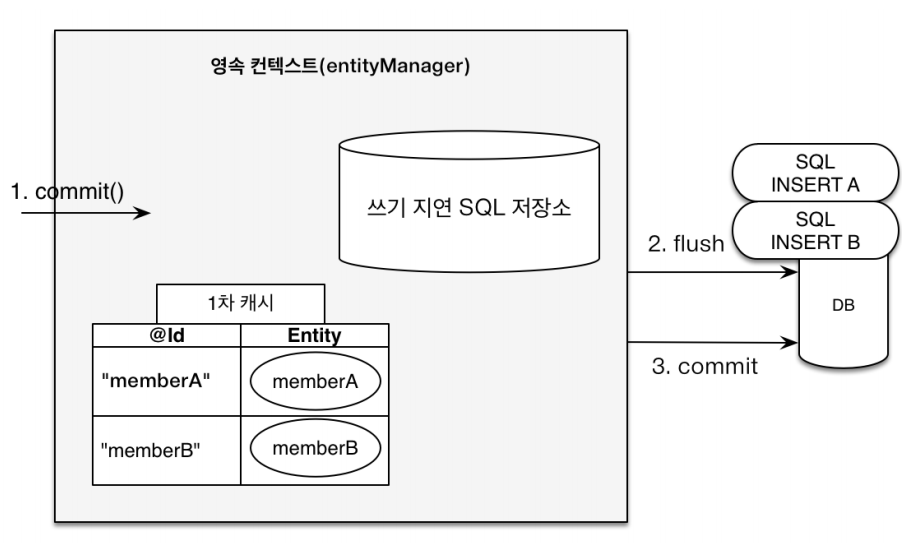 영속 컨텍스트(entityManager)
1. commit()
쓰기 지연 SQL 저장소
SQL
INSERT A
SQL
INSERT B
2. flush
DB
3. commit
1차 캐시
@Id Entity
"memberA" memberA
"memberB" memberB